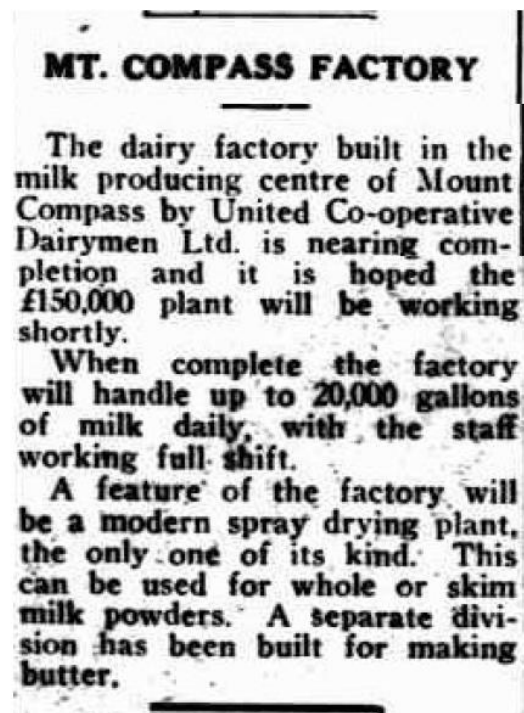 MT. COMPASS FACTORY
The dairy factory built in the
milk producing centre of Mount
Compass by United Co-operative
Dairymen Ltd. is nearing com-
pletion and it is hoped the
£150,000 plant will be working
shortly.
When complete the factory
will handle up to 20,000 gallons
of milk daily, with the staff
working full shift.
A feature of the factory will
be a modern spray drying plant,
the only one of its kind. This
can be used for whole or skim
milk powders. A separate divi-
sion has been built for making
butter.